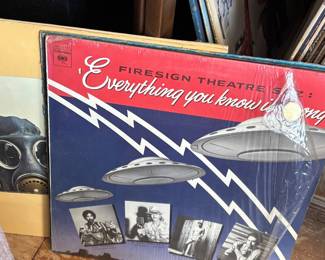 FIRESIGN THEATRE SEZ:
'Everything you know is